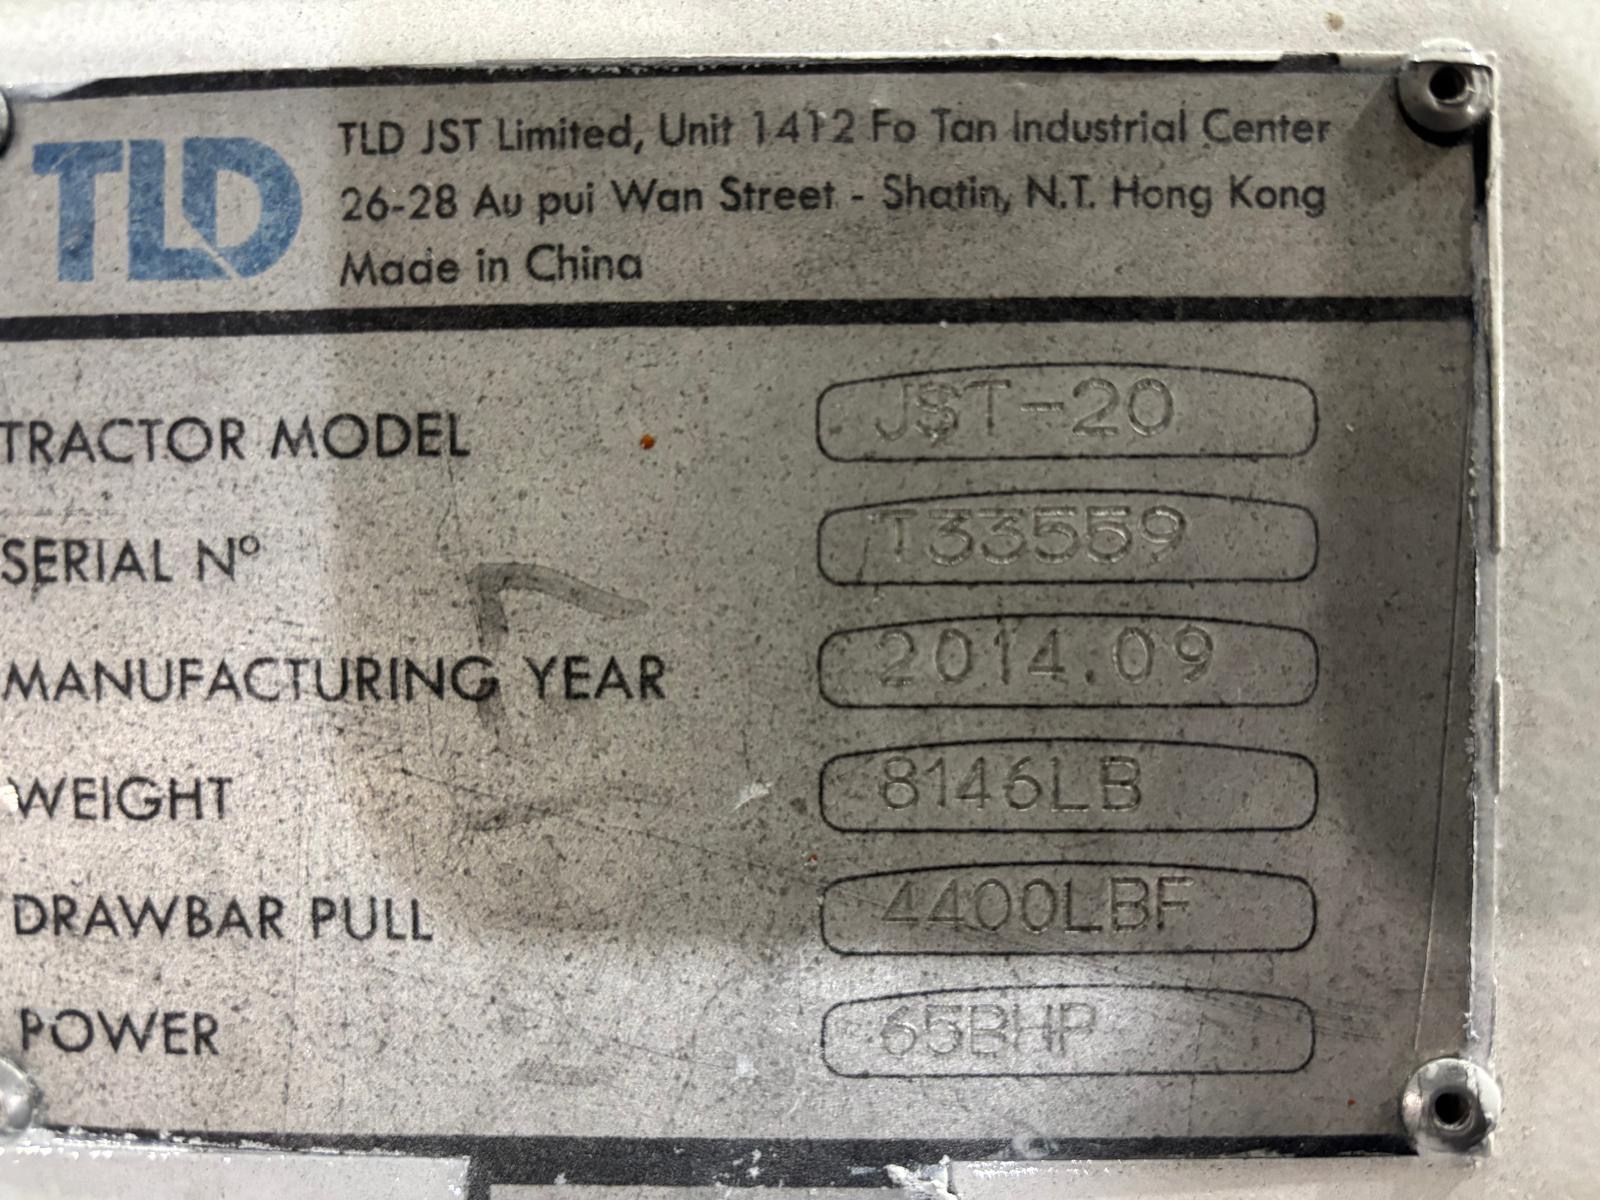 TLD
TLD JST Limited, Unit 1412 Fo Tan Industrial Center
26-28 Au pui Wan Street - Shatin, N.T. Hong Kong
Made in China
TRACTOR MODEL JST-20
SERIAL Nº T33559
MANUFACTURING YEAR 2014.09
WEIGHT 8146LB
DRAWBAR PULL 4400LBF
POWER 65BHP